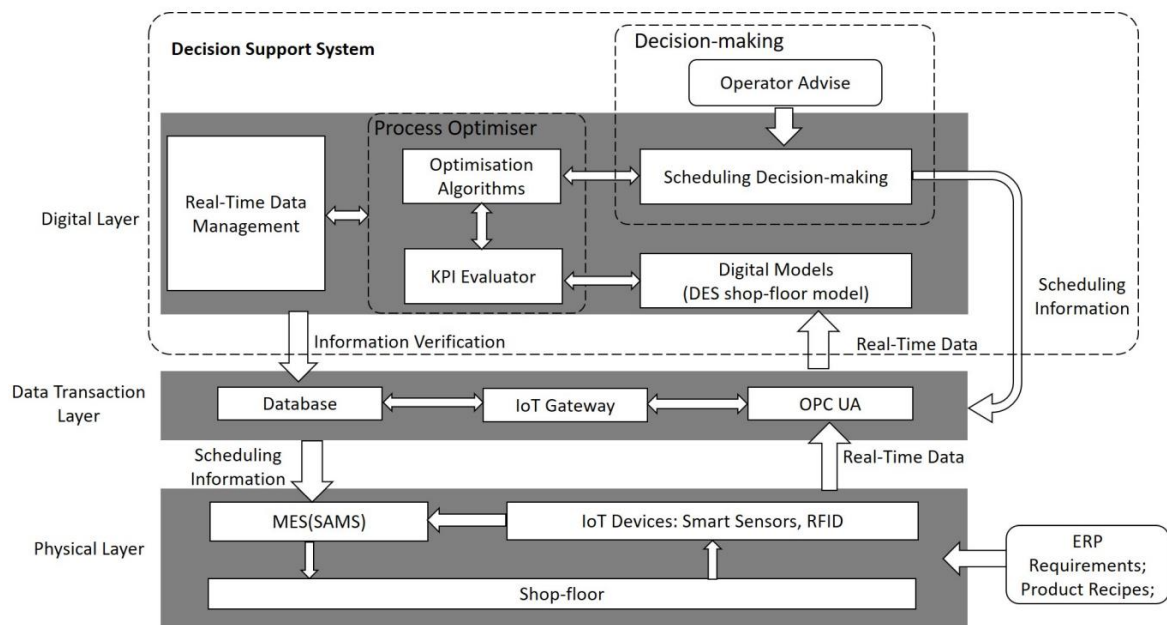 Decision Support System
Decision-making
Operator Advise
Process Optimiser
Optimisation
Algorithms
Scheduling Decision-making
Real-Time Data
Management
Digital Layer
KPI Evaluator
Digital Models
(DES shop-floor model)
Scheduling
Information
Information Verification
Real-Time Data
Data Transaction
Layer
Database
IoT Gateway
OPC UA
Scheduling
Information
Real-Time Data
MES(SAMS)
IoT Devices: Smart Sensors, RFID
Physical Layer
ERP
Requirements;
Product Recipes;
Shop-floor